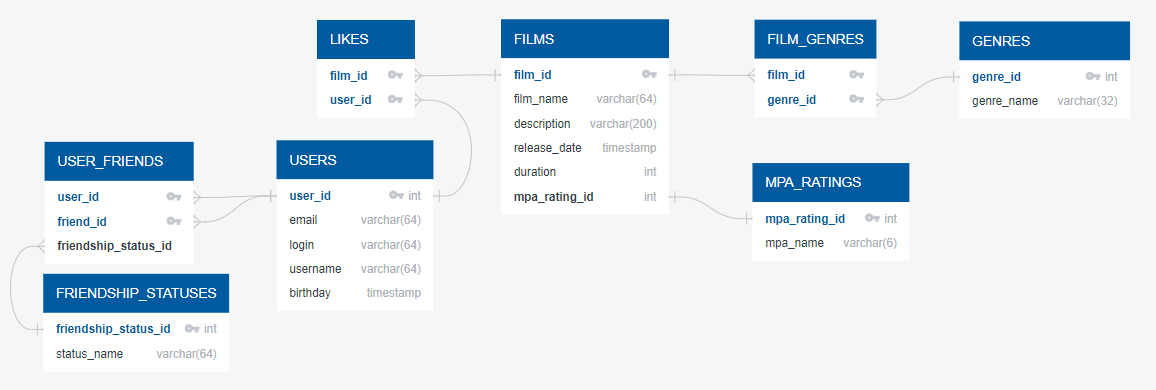 LIKES
film_id
user_id
FILMS
film_id
film_name varchar(64)
description varchar(200)
release_date timestamp
duration int
mpa_rating_id int
FILM_GENRES
film_id
genre_id
GENRES
genre_id int
genre_name varchar(32)
USER_FRIENDS
user_id
friend_id
friendship_status_id
USERS
user_id int
email varchar(64)
login varchar(64)
username varchar(64)
birthday timestamp
MPA_RATINGS
mpa_rating_id int
mpa_name varchar(6)
FRIENDSHIP_STATUSES
friendship_status_id int
status_name varchar(64)